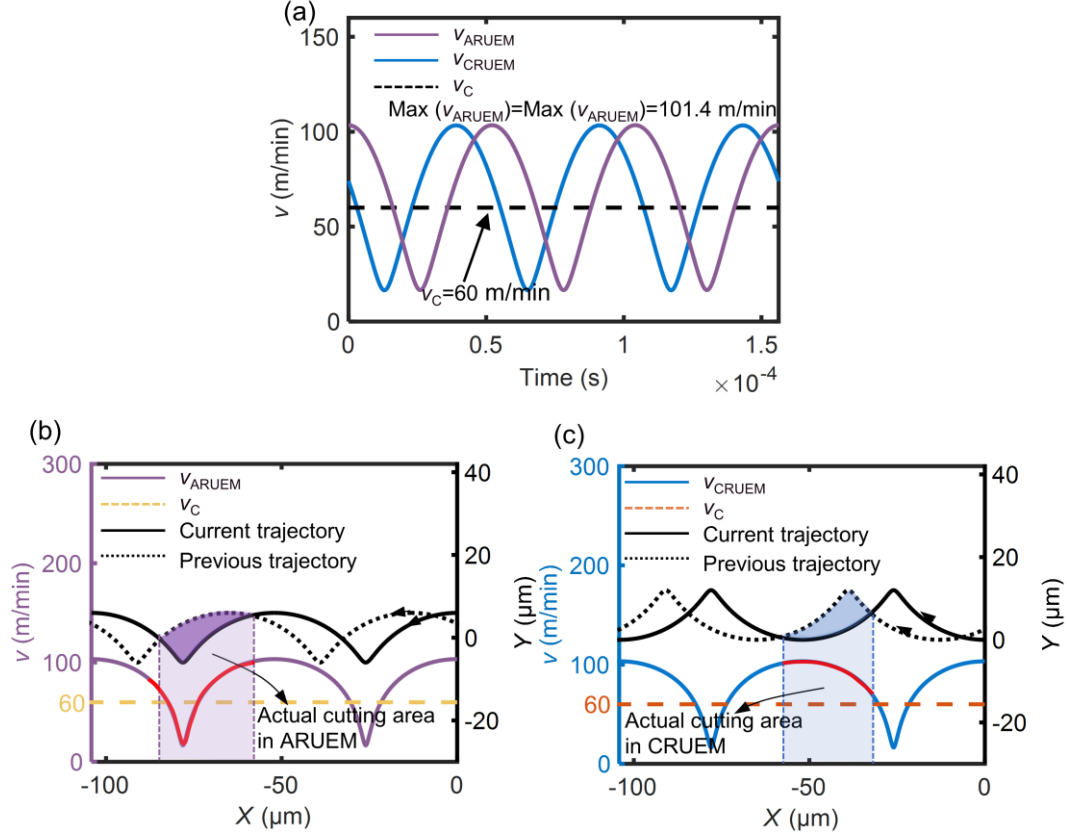 (a)
150
100
50
0
v (m/min)
v_ARUEM
v_CRUEM
v_C
Max (v_ARUEM)=Max (v_ARUEM)=101.4 m/min
v_C=60 m/min
0 0.5 1 1.5
Time (s)
× 10⁻⁴
(b)
300
200
100
60
0
v (m/min)
v_ARUEM
v_C
Current trajectory
Previous trajectory
Actual cutting area
in ARUEM
40
20
0
-20
Y (μm)
-100 -50 0
X (μm)
(c)
300
200
100
60
0
v (m/min)
v_CRUEM
v_C
Current trajectory
Previous trajectory
Actual cutting area
in CRUEM
40
20
0
-20
Y (μm)
-100 -50 0
X (μm)